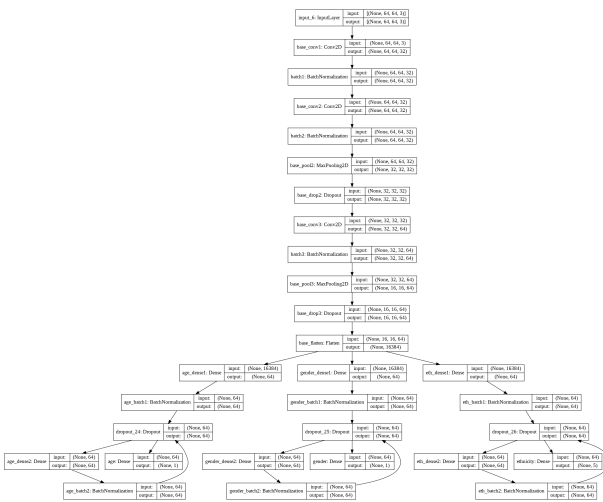 input_6: InputLayer input: [(None, 64, 64, 3)]
output: [(None, 64, 64, 3)]
base_conv1: Conv2D input: (None, 64, 64, 3)
output: (None, 64, 64, 32)
batch1: BatchNormalization input: (None, 64, 64, 32)
output: (None, 64, 64, 32)
base_conv2: Conv2D input: (None, 64, 64, 32)
output: (None, 64, 64, 32)
batch2: BatchNormalization input: (None, 64, 64, 32)
output: (None, 64, 64, 32)
base_pool2: MaxPooling2D input: (None, 64, 64, 32)
output: (None, 32, 32, 32)
base_drop2: Dropout input: (None, 32, 32, 32)
output: (None, 32, 32, 32)
base_conv3: Conv2D input: (None, 32, 32, 32)
output: (None, 32, 32, 64)
batch3: BatchNormalization input: (None, 32, 32, 64)
output: (None, 32, 32, 64)
base_pool3: MaxPooling2D input: (None, 32, 32, 64)
output: (None, 16, 16, 64)
base_drop3: Dropout input: (None, 16, 16, 64)
output: (None, 16, 16, 64)
base_flatten: Flatten input: (None, 16, 16, 64)
output: (None, 16384)
age_dense1: Dense input: (None, 16384)
output: (None, 64)
gender_dense1: Dense input: (None, 16384)
output: (None, 64)
eth_dense1: Dense input: (None, 16384)
output: (None, 64)
age_batch1: BatchNormalization input: (None, 64)
output: (None, 64)
gender_batch1: BatchNormalization input: (None, 64)
output: (None, 64)
eth_batch1: BatchNormalization input: (None, 64)
output: (None, 64)
dropout_24: Dropout input: (None, 64)
output: (None, 64)
dropout_25: Dropout input: (None, 64)
output: (None, 64)
dropout_26: Dropout input: (None, 64)
output: (None, 64)
age_dense2: Dense input: (None, 64)
output: (None, 64)
age: Dense input: (None, 64)
output: (None, 1)
gender_dense2: Dense input: (None, 64)
output: (None, 64)
gender: Dense input: (None, 64)
output: (None, 1)
eth_dense2: Dense input: (None, 64)
output: (None, 64)
ethnicity: Dense input: (None, 64)
output: (None, 5)
age_batch2: BatchNormalization input: (None, 64)
output: (None, 64)
gender_batch2: BatchNormalization input: (None, 64)
output: (None, 64)
eth_batch2: BatchNormalization input: (None, 64)
output: (None, 64)